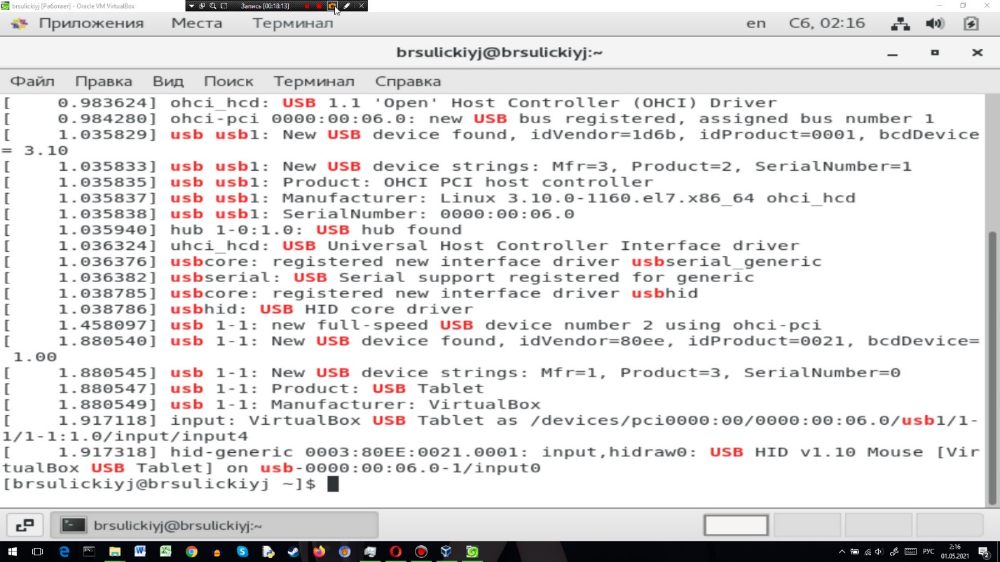 brsulickiyj [Работает] - Oracle VM VirtualBox
Запись [00:18:13]
Приложения Места Терминал en Сб, 02:16
brsulickiyj@brsulickiyj:~
Файл Правка Вид Поиск Терминал Справка
[    0.983624] ohci_hcd: USB 1.1 'Open' Host Controller (OHCI) Driver
[    0.984280] ohci-pci 0000:00:06.0: new USB bus registered, assigned bus number 1
[    1.035829] usb usb1: New USB device found, idVendor=1d6b, idProduct=0001, bcdDevice
= 3.10
[    1.035833] usb usb1: New USB device strings: Mfr=3, Product=2, SerialNumber=1
[    1.035835] usb usb1: Product: OHCI PCI host controller
[    1.035837] usb usb1: Manufacturer: Linux 3.10.0-1160.el7.x86_64 ohci_hcd
[    1.035838] usb usb1: SerialNumber: 0000:00:06.0
[    1.035940] hub 1-0:1.0: USB hub found
[    1.036324] uhci_hcd: USB Universal Host Controller Interface driver
[    1.036376] usbcore: registered new interface driver usbserial_generic
[    1.036382] usbserial: USB Serial support registered for generic
[    1.038785] usbcore: registered new interface driver usbhid
[    1.038786] usbhid: USB HID core driver
[    1.458097] usb 1-1: new full-speed USB device number 2 using ohci-pci
[    1.880540] usb 1-1: New USB device found, idVendor=80ee, idProduct=0021, bcdDevice=
 1.00
[    1.880545] usb 1-1: New USB device strings: Mfr=1, Product=3, SerialNumber=0
[    1.880547] usb 1-1: Product: USB Tablet
[    1.880549] usb 1-1: Manufacturer: VirtualBox
[    1.917118] input: VirtualBox USB Tablet as /devices/pci0000:00/0000:00:06.0/usb1/1-
1/1-1:1.0/input/input4
[    1.917318] hid-generic 0003:80EE:0021.0001: input,hidraw0: USB HID v1.10 Mouse [Vir
tualBox USB Tablet] on usb-0000:00:06.0-1/input0
[brsulickiyj@brsulickiyj ~]$
brsulickiyj@brsulickiyj:~
РУС
2:16
01.05.2021
2